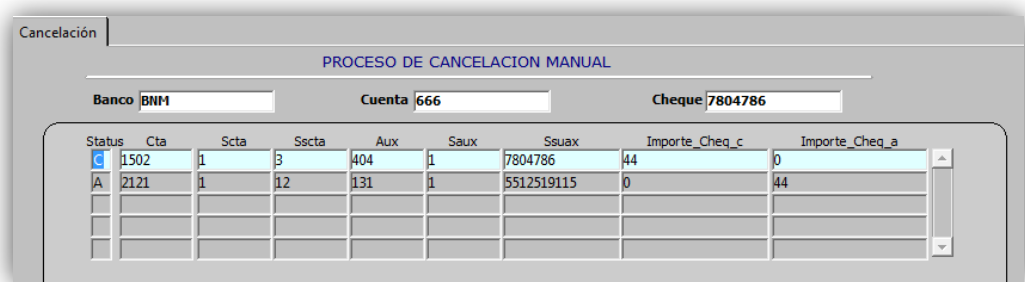 Cancelación
PROCESO DE CANCELACION MANUAL
Banco BNM Cuenta 666 Cheque 7804786
Status Cta Scta Sscta Aux Saux Ssuax Importe_Cheq_c Importe_Cheq_a
C 1502 1 3 404 1 7804786 44 0
A 2121 1 12 131 1 5512519115 0 44